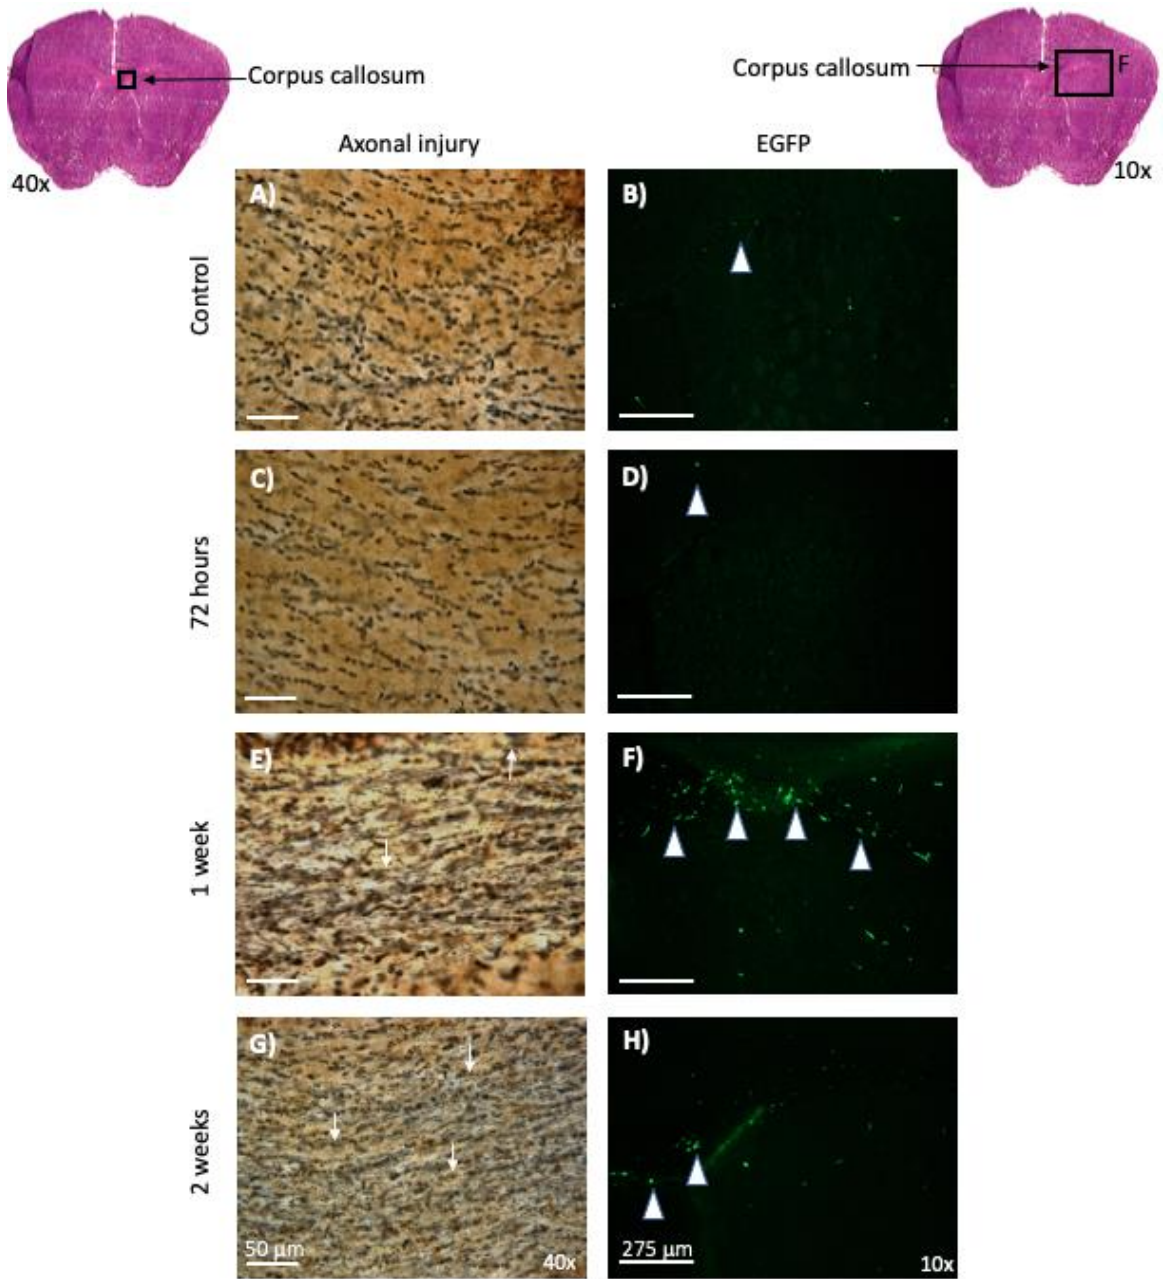 Corpus callosum
Corpus callosum
F
40x
10x
Axonal injury
EGFP
Control
A)
B)
72 hours
C)
D)
1 week
E)
F)
2 weeks
G)
H)
50 µm
40x
275 µm
10x